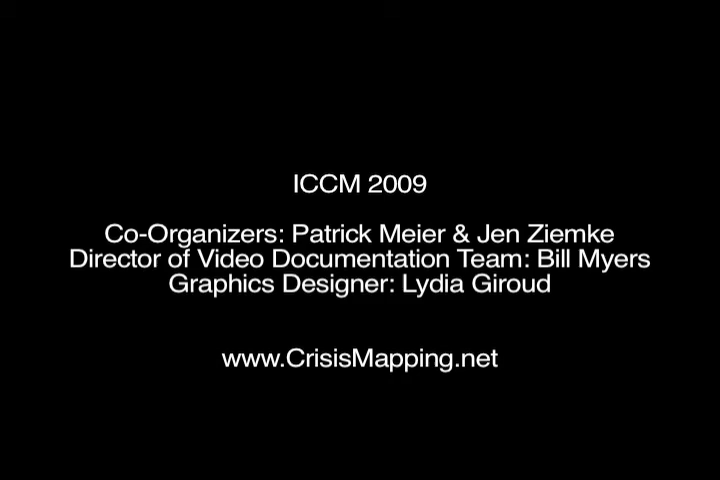 ICCM 2009
Co-Organizers: Patrick Meier & Jen Ziemke
Director of Video Documentation Team: Bill Myers
Graphics Designer: Lydia Giroud
www.CrisisMapping.net